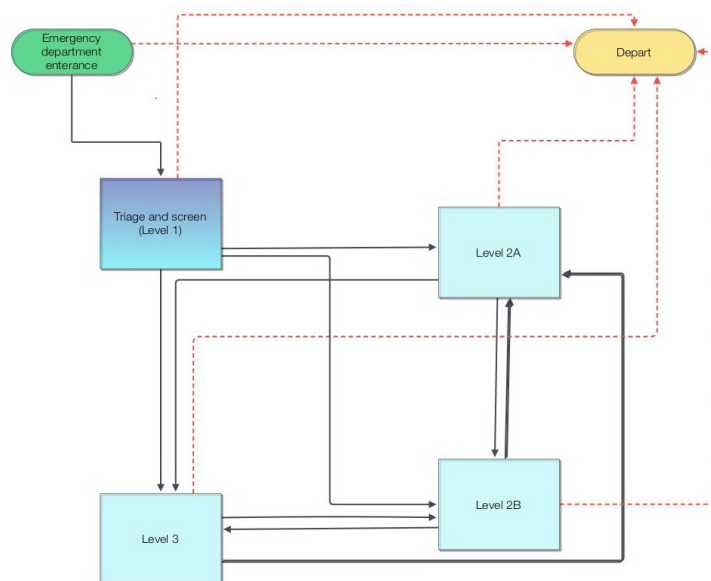 Emergency
department
enterance
Depart
Triage and screen
(Level 1)
Level 2A
Level 2B
Level 3